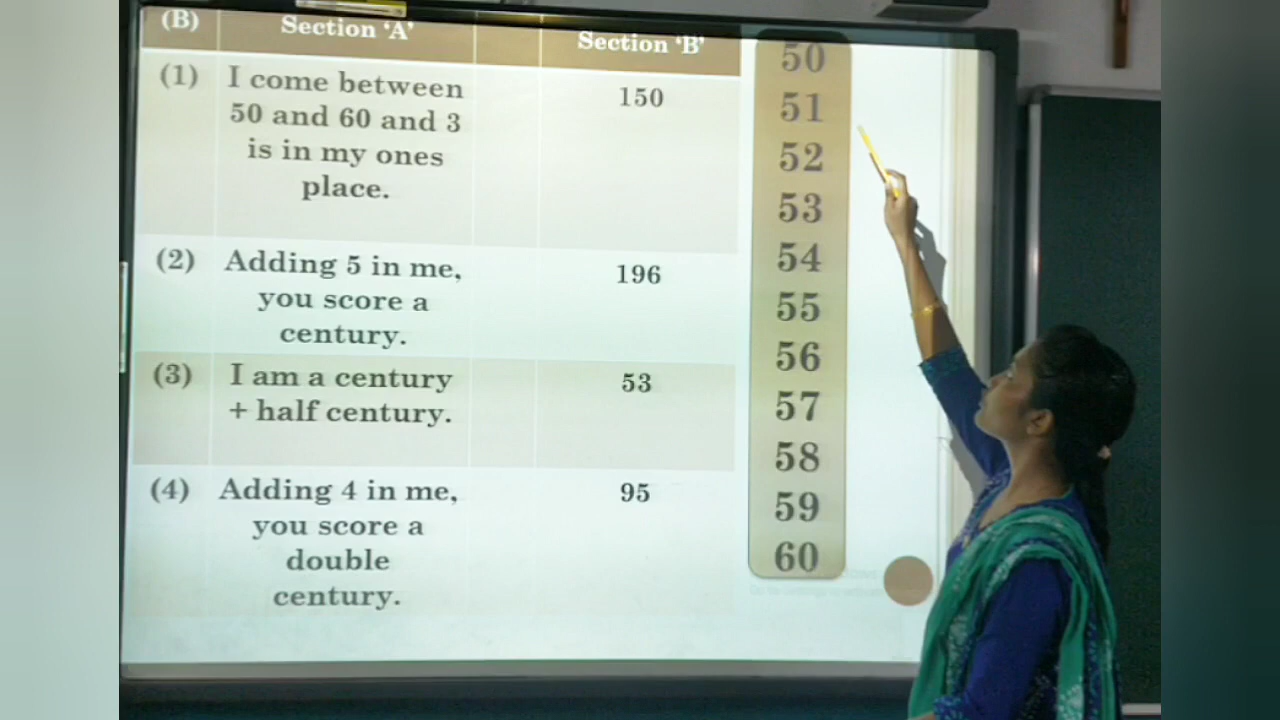 (B) Section ‘A’ Section ‘B’
(1) I come between 150
50 and 60 and 3
is in my ones
place.
(2) Adding 5 in me, 196
you score a
century.
(3) I am a century 53
+ half century.
(4) Adding 4 in me, 95
you score a
double
century.
50
51
52
53
54
55
56
57
58
59
60